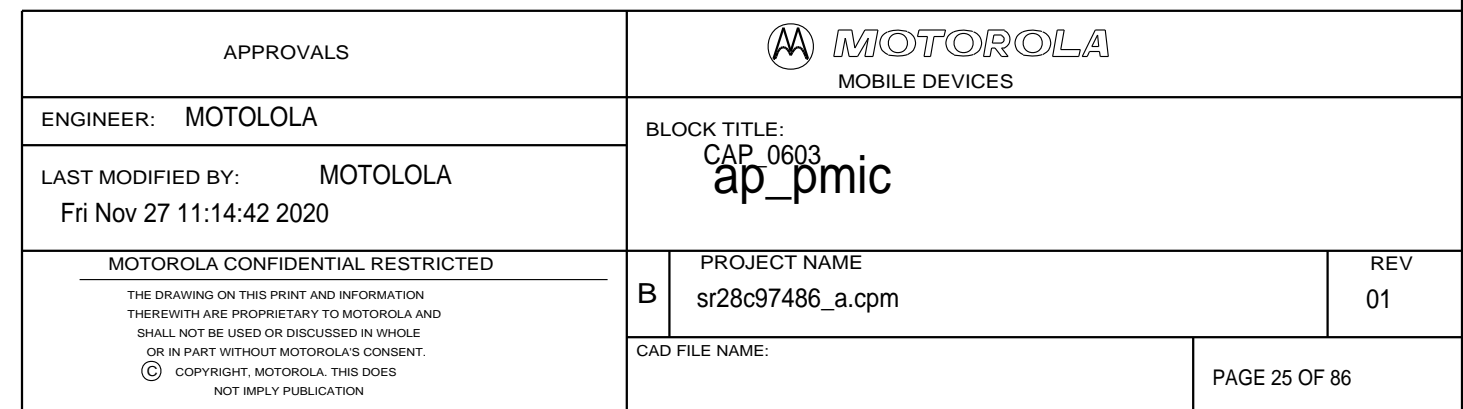 APPROVALS
MOTOROLA
MOBILE DEVICES
ENGINEER: MOTOLOLA
BLOCK TITLE:
CAP_0603
ap_pmic
LAST MODIFIED BY: MOTOLOLA
Fri Nov 27 11:14:42 2020
MOTOROLA CONFIDENTIAL RESTRICTED
THE DRAWING ON THIS PRINT AND INFORMATION
THEREWITH ARE PROPRIETARY TO MOTOROLA AND
SHALL NOT BE USED OR DISCUSSED IN WHOLE
OR IN PART WITHOUT MOTOROLA'S CONSENT.
© COPYRIGHT, MOTOROLA. THIS DOES
NOT IMPLY PUBLICATION
B
PROJECT NAME
sr28c97486_a.cpm
REV
01
CAD FILE NAME:
PAGE 25 OF 86